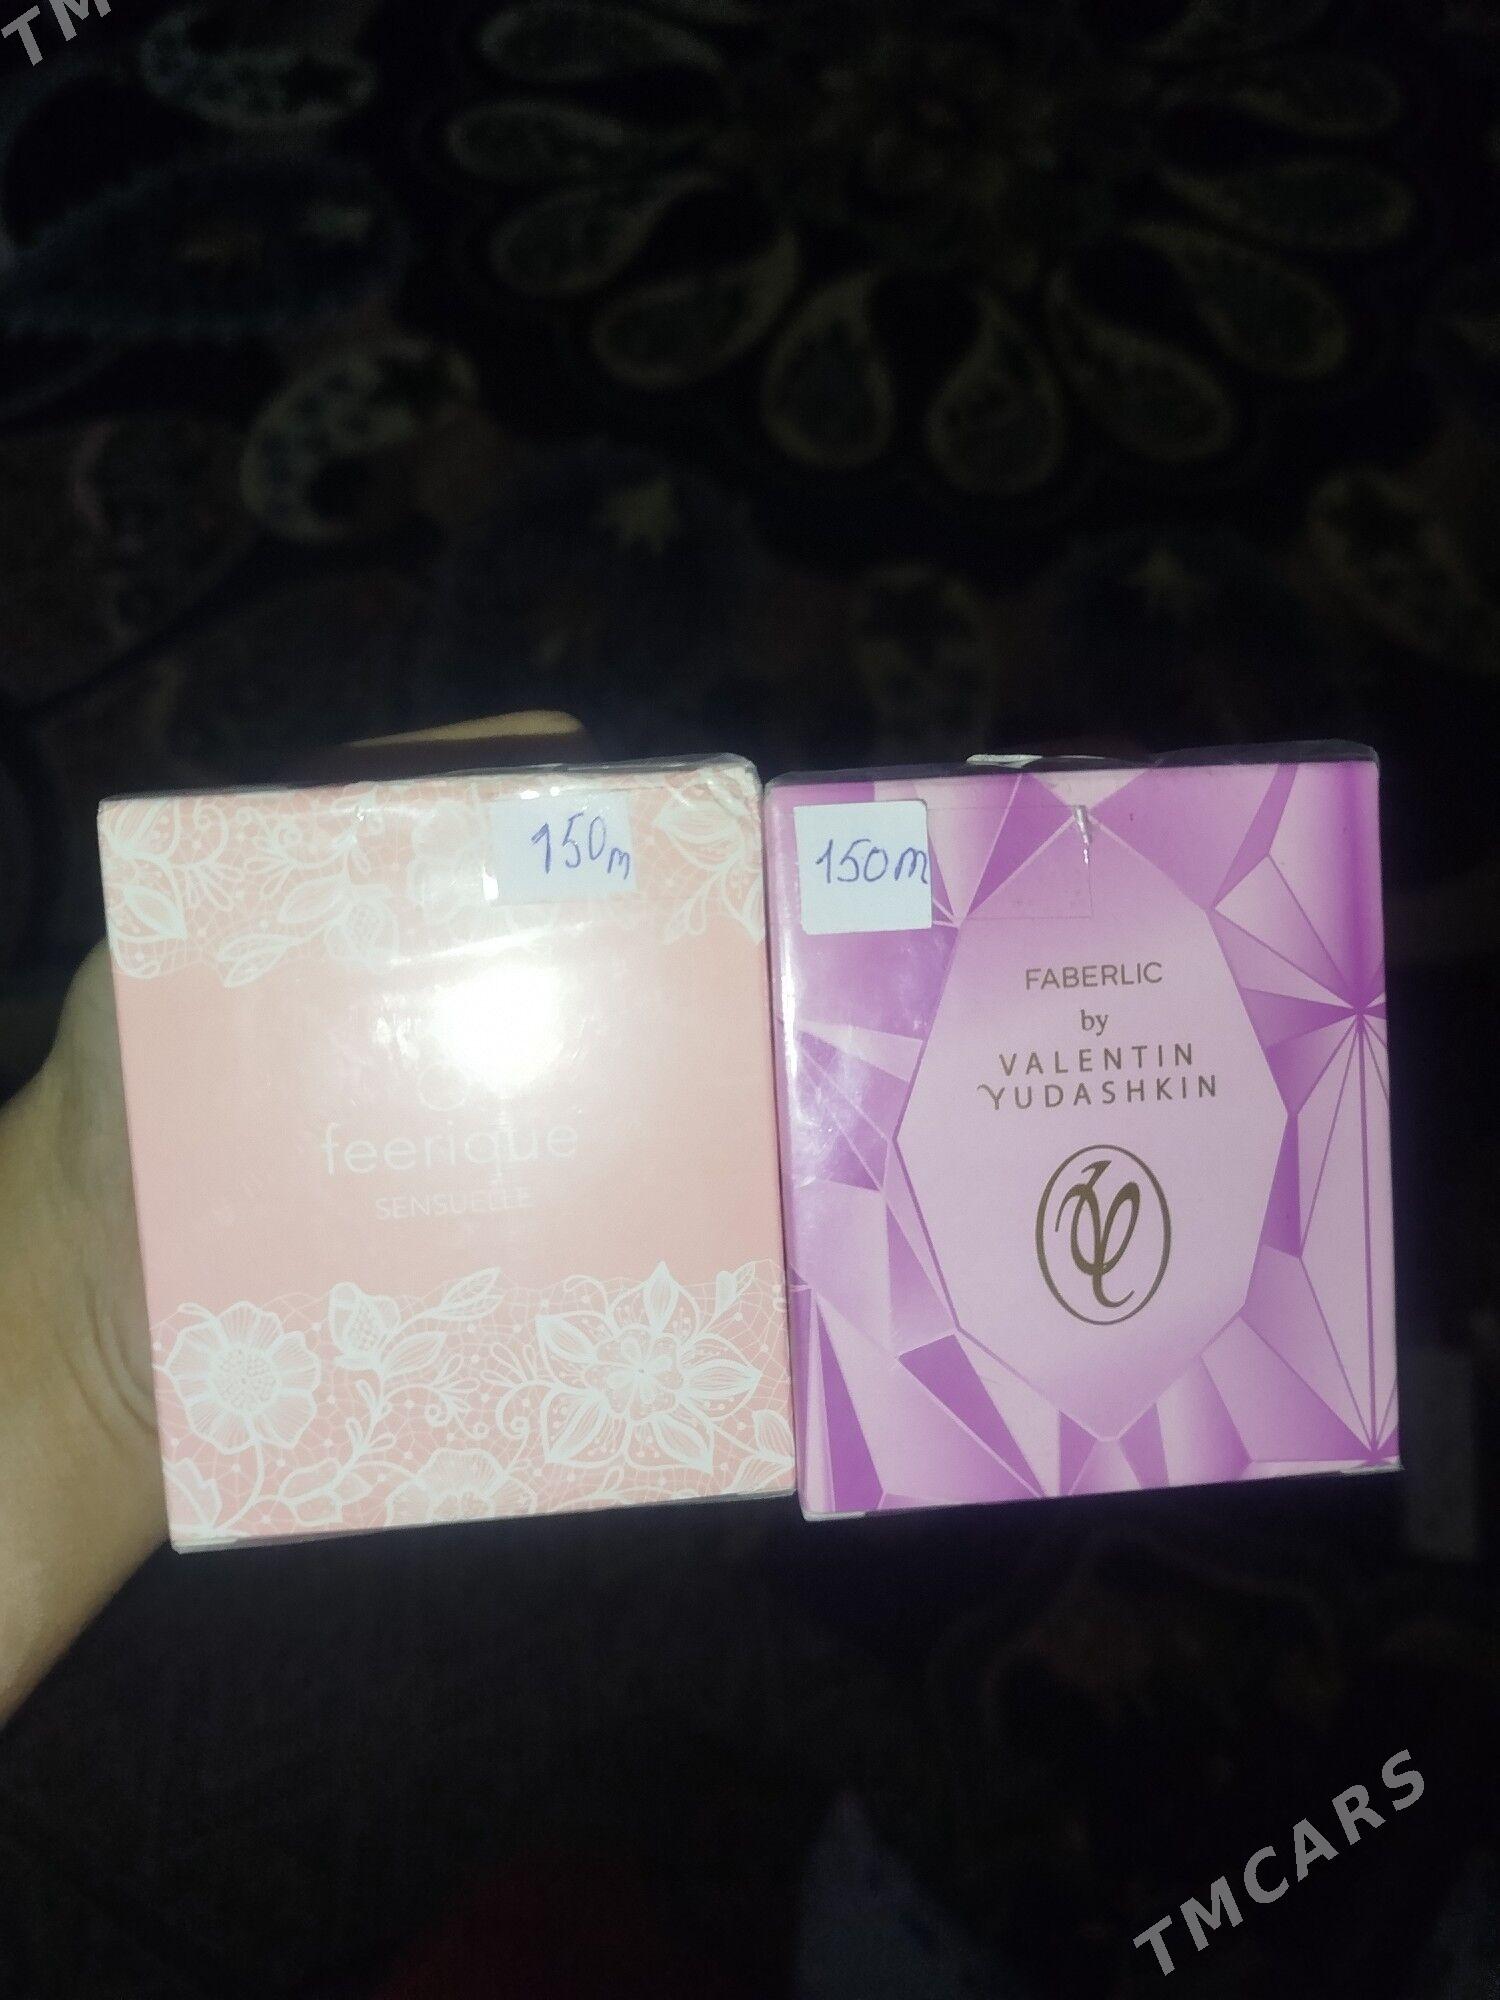 TM
150m
feerique
SENSUELLE
150m
FABERLIC
by
VALENTIN
YUDASHKIN
TMCARS